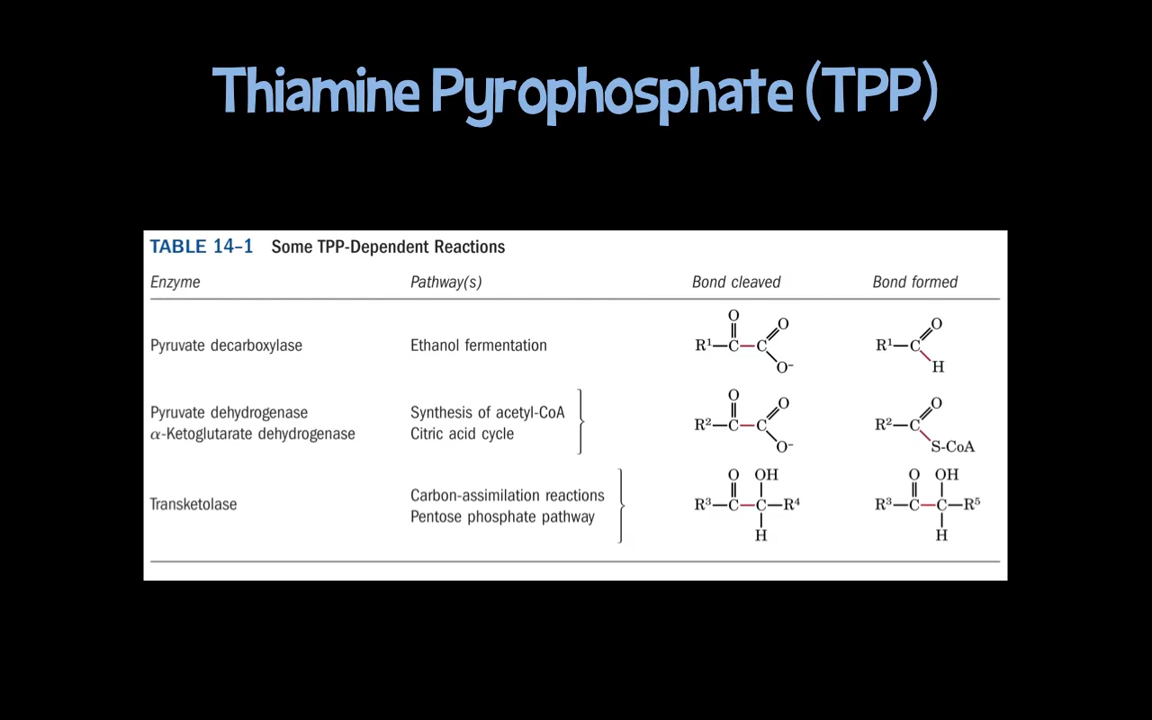 Thiamine Pyrophosphate (TPP)
TABLE 14–1 Some TPP-Dependent Reactions
Enzyme Pathway(s) Bond cleaved Bond formed
Pyruvate decarboxylase Ethanol fermentation
O O
R¹—C—C
O⁻
O
R¹—C
H
Pyruvate dehydrogenase Synthesis of acetyl-CoA
α-Ketoglutarate dehydrogenase Citric acid cycle
O O
R²—C—C
O⁻
O
R²—C
S-CoA
Transketolase Carbon-assimilation reactions
Pentose phosphate pathway
O OH
R³—C—C—R⁴
H
O OH
R³—C—C—R⁵
H